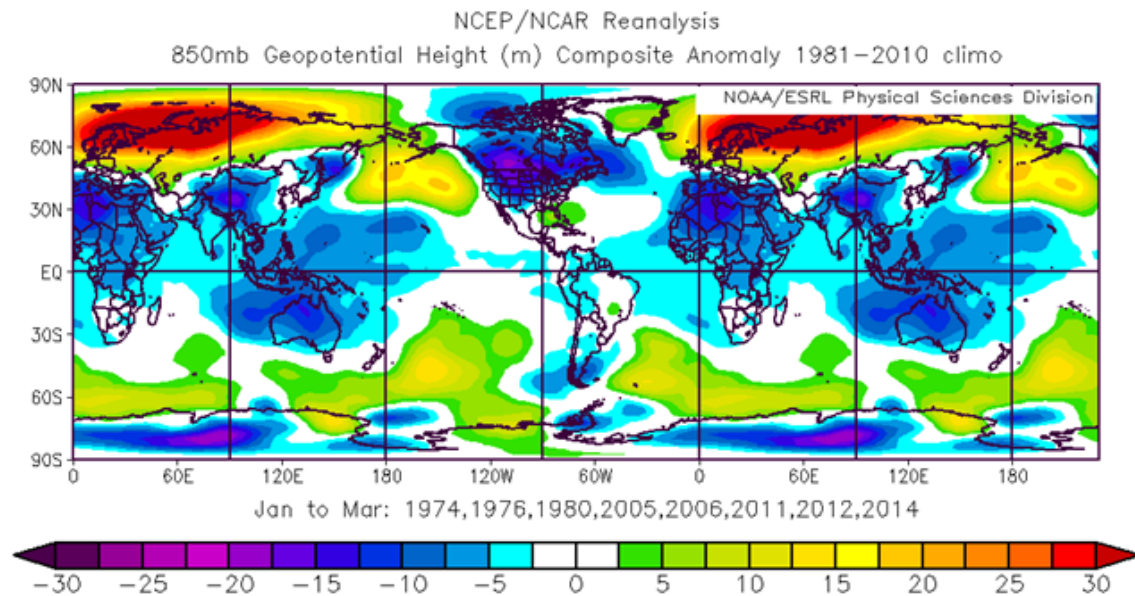 NCEP/NCAR Reanalysis
850mb Geopotential Height (m) Composite Anomaly 1981−2010 climo
NOAA/ESRL Physical Sciences Division
90N
60N
30N
EQ
30S
60S
90S
0 60E 120E 180 120W 60W 0 60E 120E 180
Jan to Mar: 1974,1976,1980,2005,2006,2011,2012,2014
−30 −25 −20 −15 −10 −5 0 5 10 15 20 25 30